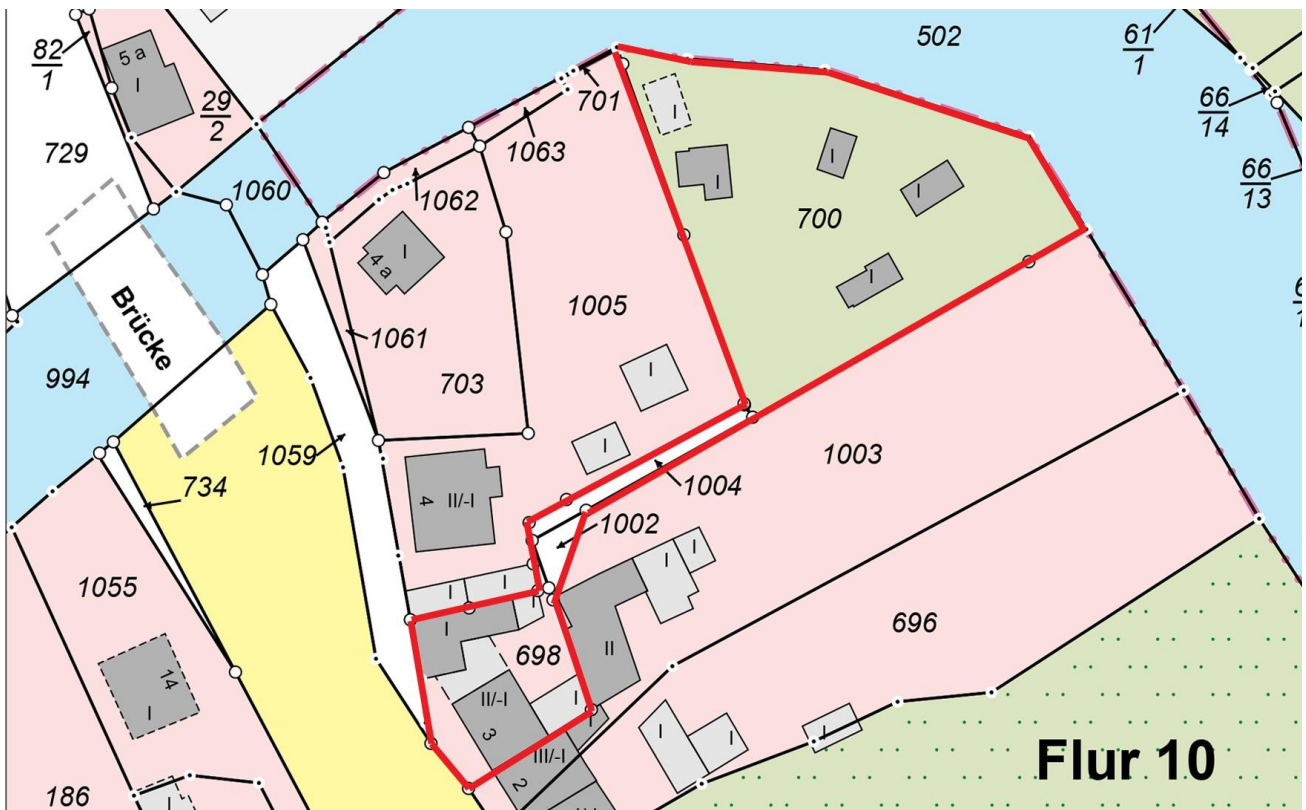 502
61
1
82
1
5 a
I
29
2
701
66
14
729
1063
I
66
13
1060
1062
I
I
I
700
4 a
I
I
Brücke
1005
1061
994
703
I
I
1003
1059
734
4
II/-I
1004
1002
1055
I
I
I
I
I
I
II
698
696
14
I
II/-I
3
I
I
I
I
I
III/-I
2
Flur 10
186
I